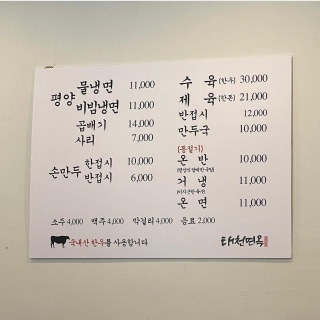 평양 물냉면 11,000
비빔냉면 11,000
곱배기 14,000
사리 7,000
손만두 한접시 10,000
반접시 6,000
수육(한우) 30,000
제육(한돈) 21,000
반접시 12,000
만두국 10,000
(동절기)
온반 10,000
거냉 11,000
온면 11,000
소주 4,000 맥주 4,000 막걸리 4,000 음료 2,000
국내산 한우를 사용합니다
태천면옥